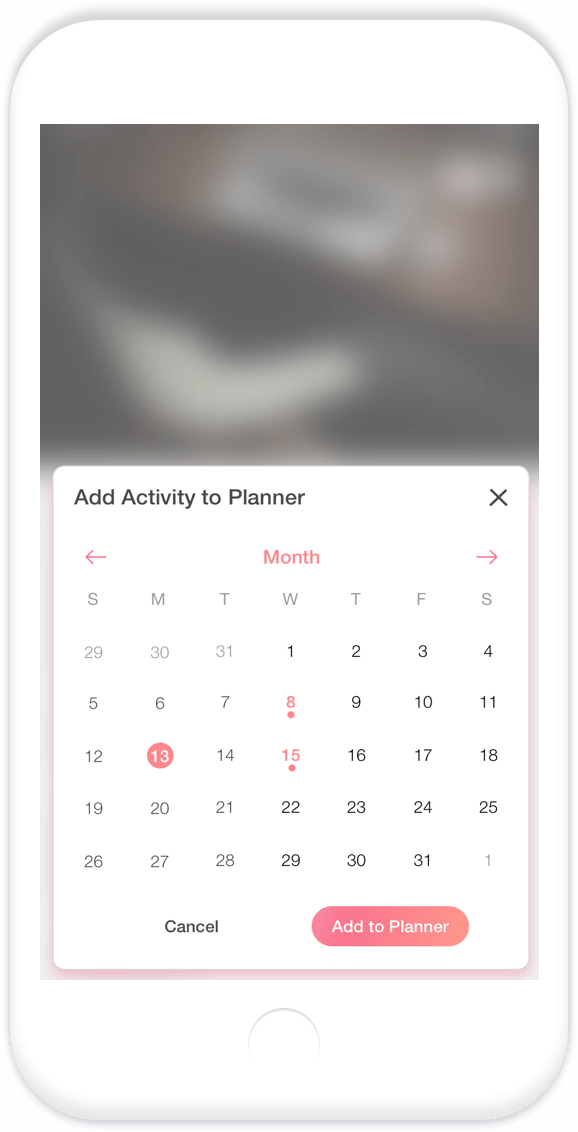 Add Activity to Planner
Month
S M T W T F S
29 30 31 1 2 3 4
5 6 7 8 9 10 11
12 13 14 15 16 17 18
19 20 21 22 23 24 25
26 27 28 29 30 31 1
Cancel Add to Planner